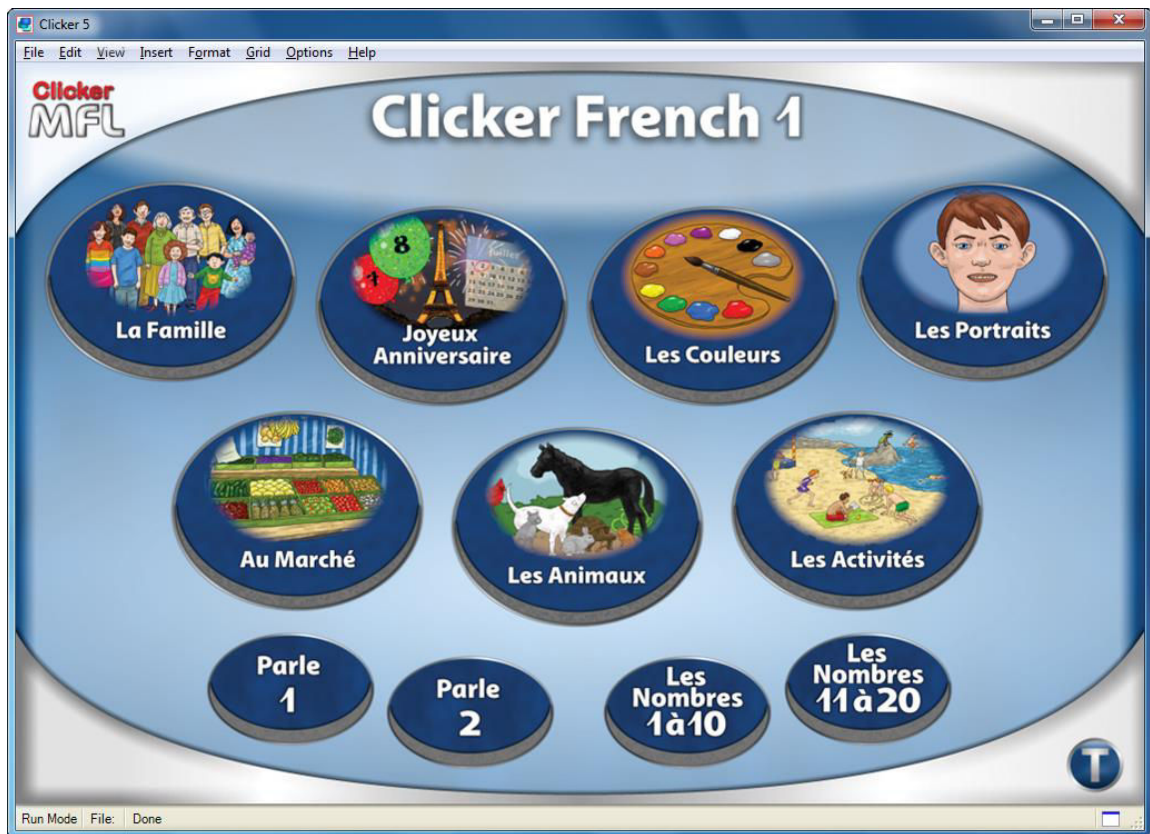 Clicker 5
File Edit View Insert Format Grid Options Help
Clicker
MFL
Clicker French 1
La Famille
8
Juillet
Joyeux
Anniversaire
Les Couleurs
Les Portraits
Au Marché
Les Animaux
Les Activités
Parle
1
Parle
2
Les
Nombres
1à10
Les
Nombres
11à20
T
Run Mode File: Done